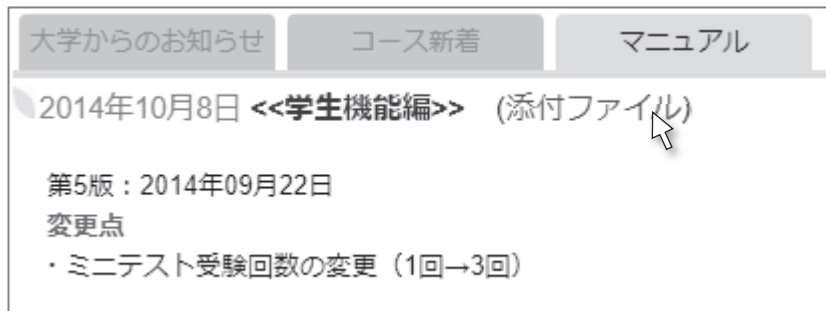 大学からのお知らせ コース新着 マニュアル
2014年10月8日 <<学生機能編>> (添付ファイル)
第5版：2014年09月22日
変更点
・ミニテスト受験回数の変更（1回→3回）